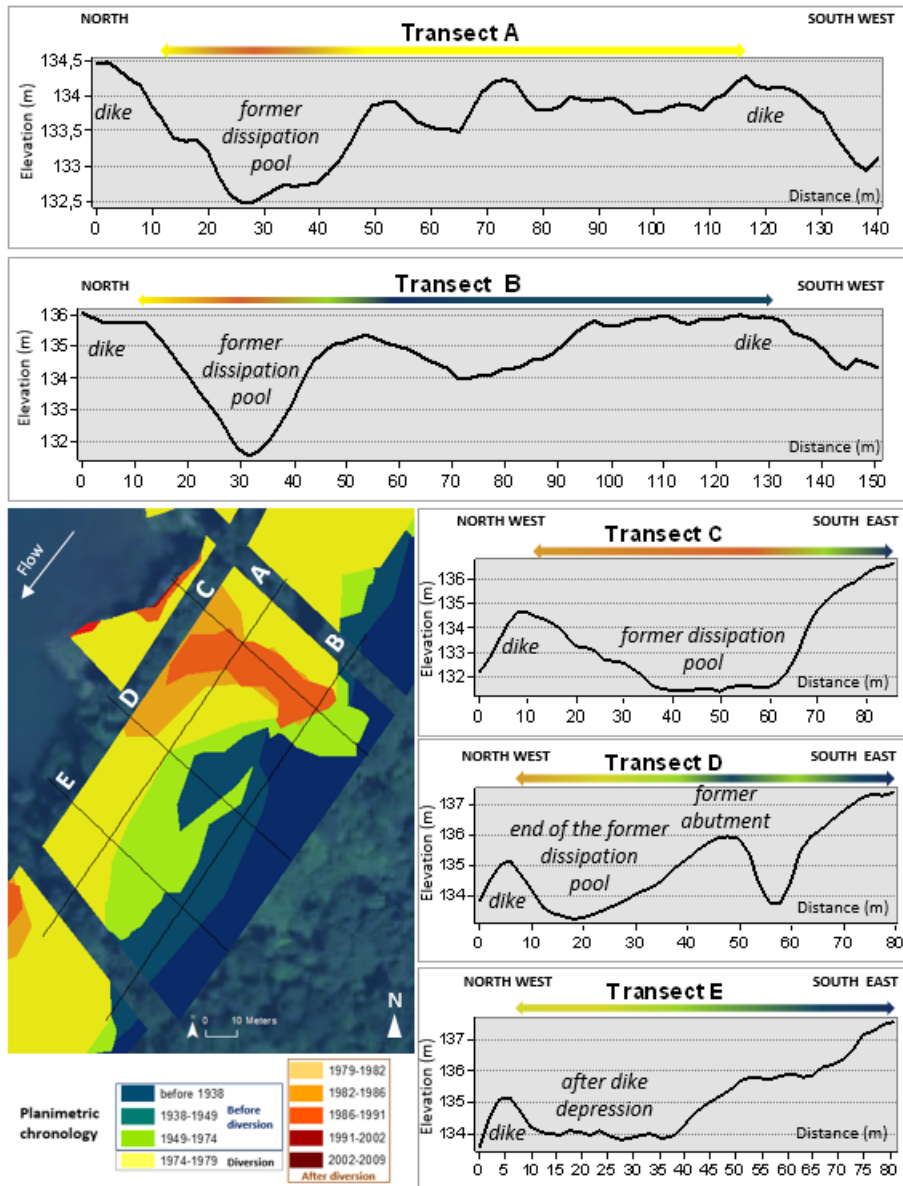 NORTH
SOUTH WEST
Transect A
Elevation (m)
134,5
134
133,5
133
132,5
dike
former
dissipation
pool
dike
Distance (m)
0 10 20 30 40 50 60 70 80 90 100 110 120 130 140
NORTH
SOUTH WEST
Transect B
Elevation (m)
136
135
134
133
132
dike
former
dissipation
pool
dike
Distance (m)
0 10 20 30 40 50 60 70 80 90 100 110 120 130 140 150
Flow
A
B
C
D
E
N
0 10 Meters
N
NORTH WEST
SOUTH EAST
Transect C
Elevation (m)
136
135
134
133
132
dike
former dissipation
pool
Distance (m)
0 10 20 30 40 50 60 70 80
NORTH WEST
SOUTH EAST
Transect D
Elevation (m)
137
136
135
134
dike
end of the former
dissipation
pool
former
abutment
Distance (m)
0 10 20 30 40 50 60 70 80
NORTH WEST
SOUTH EAST
Transect E
Elevation (m)
137
136
135
134
dike
after dike
depression
Distance (m)
0 5 10 15 20 25 30 35 40 45 50 55 60 65 70 75 80
Planimetric
chronology
before 1938
1938-1949
1949-1974
Before
diversion
1974-1979
Diversion
1979-1982
1982-1986
1986-1991
1991-2002
2002-2009
After diversion